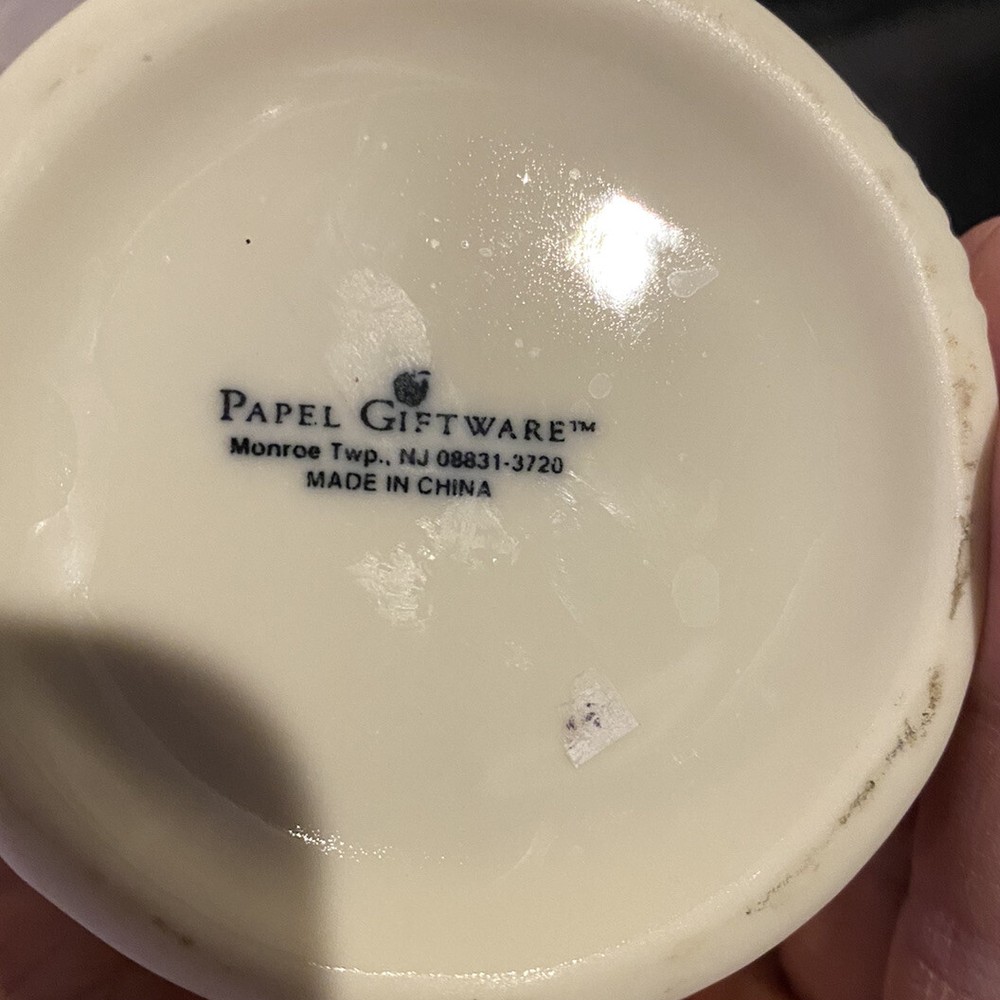 PAPEL GIFTWARE™
Monroe Twp., NJ 08831-3720
MADE IN CHINA